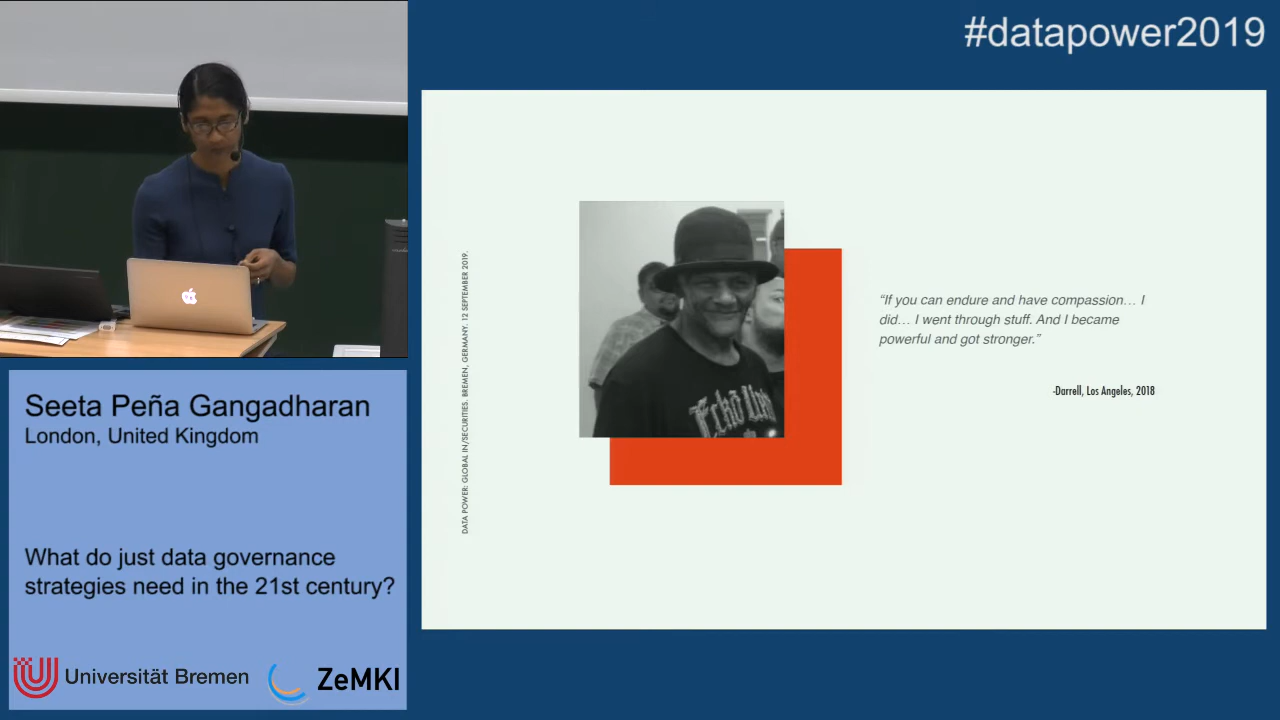 #datapower2019
DATA POWER: GLOBAL IN/SECURITIES. BREMEN, GERMANY. 12 SEPTEMBER 2019.
“If you can endure and have compassion… I
did… I went through stuff. And I became
powerful and got stronger.”
-Darrell, Los Angeles, 2018
Seeta Peña Gangadharan
London, United Kingdom
What do just data governance
strategies need in the 21st century?
Universität Bremen
ZeMKI